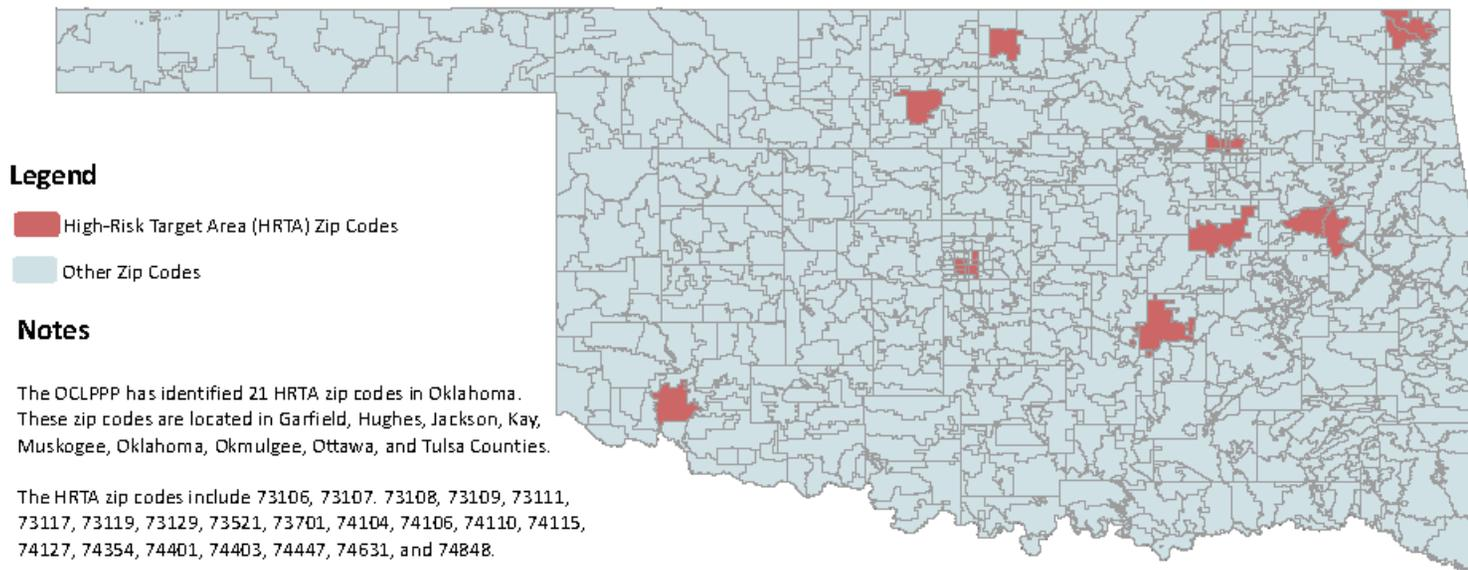 Legend
High-Risk Target Area (HRTA) Zip Codes
Other Zip Codes
Notes
The OCLPPP has identified 21 HRTA zip codes in Oklahoma.
These zip codes are located in Garfield, Hughes, Jackson, Kay,
Muskogee, Oklahoma, Okmulgee, Ottawa, and Tulsa Counties.
The HRTA zip codes include 73106, 73107. 73108, 73109, 73111,
73117, 73119, 73129, 73521, 73701, 74104, 74106, 74110, 74115,
74127, 74354, 74401, 74403, 74447, 74631, and 74848.